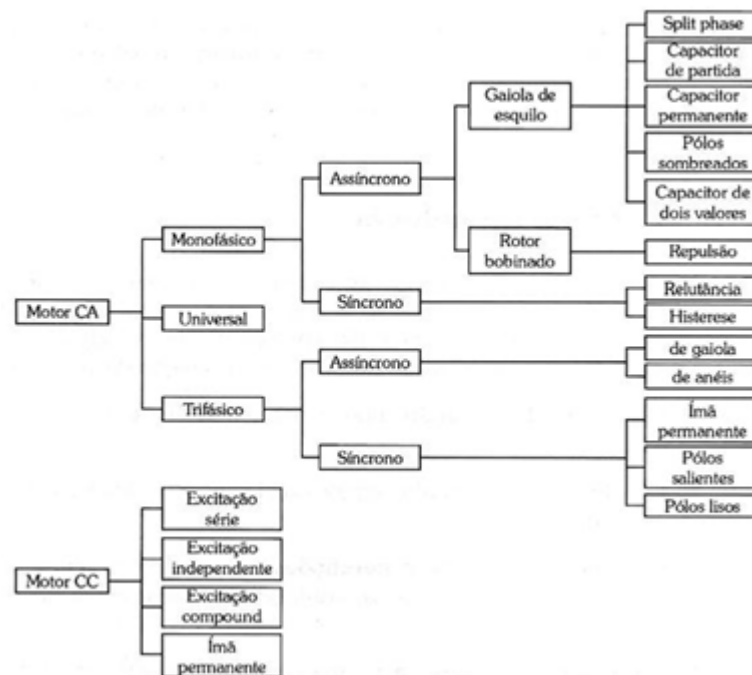 Motor CA
Monofásico
Universal
Trifásico
Assíncrono
Síncrono
Assíncrono
Síncrono
Gaiola de
esquilo
Rotor
bobinado
Split phase
Capacitor
de partida
Capacitor
permanente
Pólos
sombreados
Capacitor de
dois valores
Repulsão
Relutância
Histerese
de gaiola
de anéis
Ímã
permanente
Pólos
salientes
Pólos lisos
Motor CC
Excitação
série
Excitação
independente
Excitação
compound
Ímã
permanente